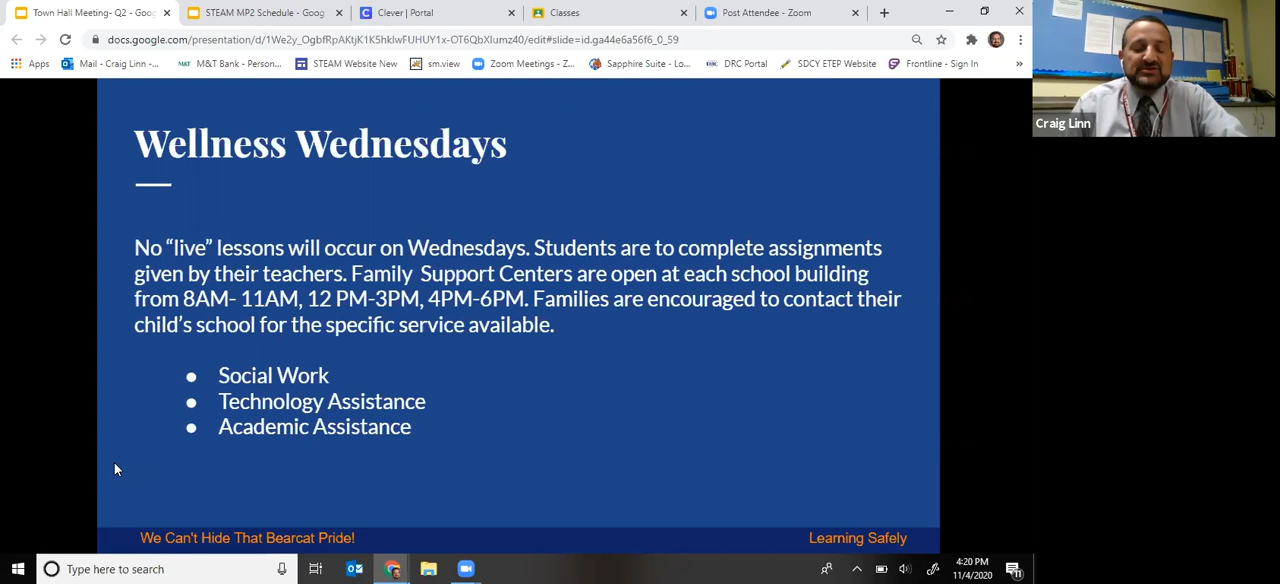 Town Hall Meeting- Q2 - Goog
STEAM MP2 Schedule - Goog
Clever | Portal
Classes
Post Attendee - Zoom
docs.google.com/presentation/d/1We2y_OgbfRpAKtjK1K5hkIwFUHUY1x-OT6QbXIumz40/edit#slide=id.ga44e6a56f6_0_59
Apps
Mail - Craig Linn -...
M&T M&T Bank - Person...
STEAM Website New
sm.view
Zoom Meetings - Z...
Sapphire Suite - Lo...
DRC DRC Portal
SDCY ETEP Website
Frontline - Sign In
Craig Linn
Wellness Wednesdays
No “live” lessons will occur on Wednesdays. Students are to complete assignments
given by their teachers. Family Support Centers are open at each school building
from 8AM- 11AM, 12 PM-3PM, 4PM-6PM. Families are encouraged to contact their
child’s school for the specific service available.
● Social Work
● Technology Assistance
● Academic Assistance
We Can't Hide That Bearcat Pride!
Learning Safely
Type here to search
4:20 PM
11/4/2020